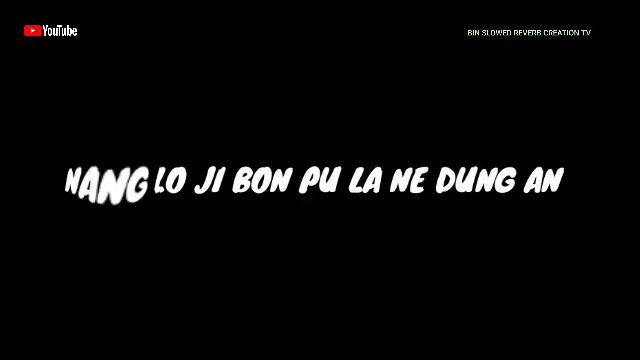 YouTube
BIN SLOWED REVERB CREATION TV
NANG LO JI BON PU LA NE DUNG AN